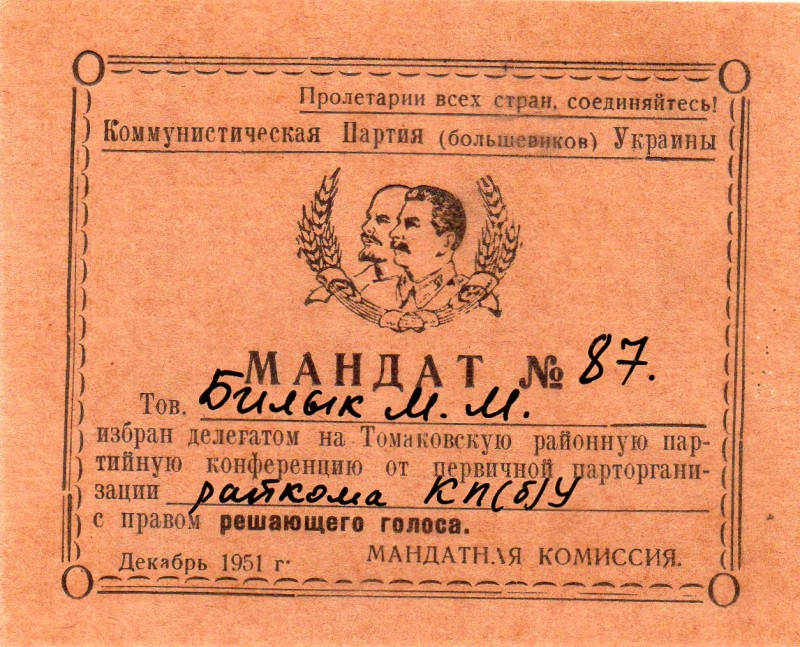 Пролетарии всех стран, соединяйтесь!
Коммунистическая Партия (большевиков) Украины
МАНДАТ № 87.
Тов. Билык М. М.
избран делегатом на Томаковскую районную пар-
тийную конференцию от первичной парторгани-
зации райкома КП(б)У
с правом решающего голоса.
Декабрь 1951 г.
МАНДАТНАЯ КОМИССИЯ.